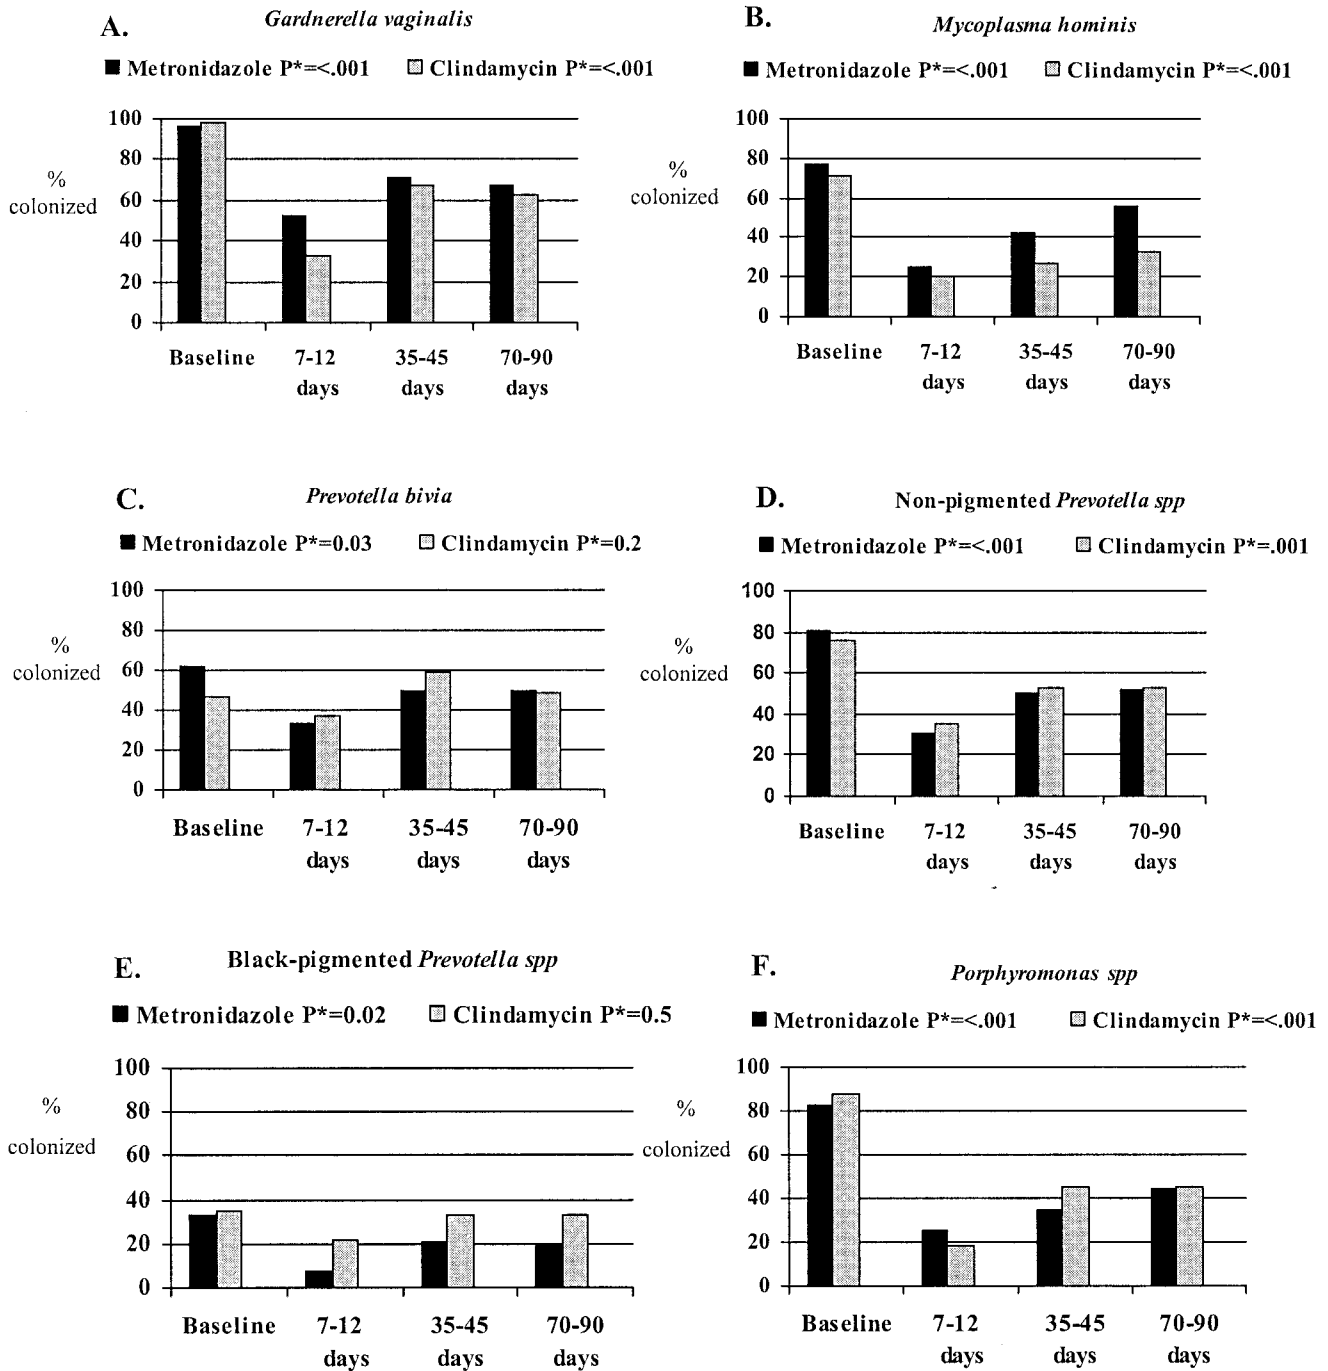 A.
Gardnerella vaginalis
Metronidazole P*=<.001 Clindamycin P*=<.001
100
80
60
40
20
0
%
colonized
Baseline 7-12 35-45 70-90
days days days
B.
Mycoplasma hominis
Metronidazole P*=<.001 Clindamycin P*=<.001
100
80
60
40
20
0
%
colonized
Baseline 7-12 35-45 70-90
days days days
C.
Prevotella bivia
Metronidazole P*=0.03 Clindamycin P*=0.2
100
80
60
40
20
0
%
colonized
Baseline 7-12 35-45 70-90
days days days
D.
Non-pigmented Prevotella spp
Metronidazole P*=<.001 Clindamycin P*=.001
100
80
60
40
20
0
%
colonized
Baseline 7-12 35-45 70-90
days days days
E.
Black-pigmented Prevotella spp
Metronidazole P*=0.02 Clindamycin P*=0.5
100
80
60
40
20
0
%
colonized
Baseline 7-12 35-45 70-90
days days days
F.
Porphyromonas spp
Metronidazole P*=<.001 Clindamycin P*=<.001
100
80
60
40
20
0
%
colonized
Baseline 7-12 35-45 70-90
days days days